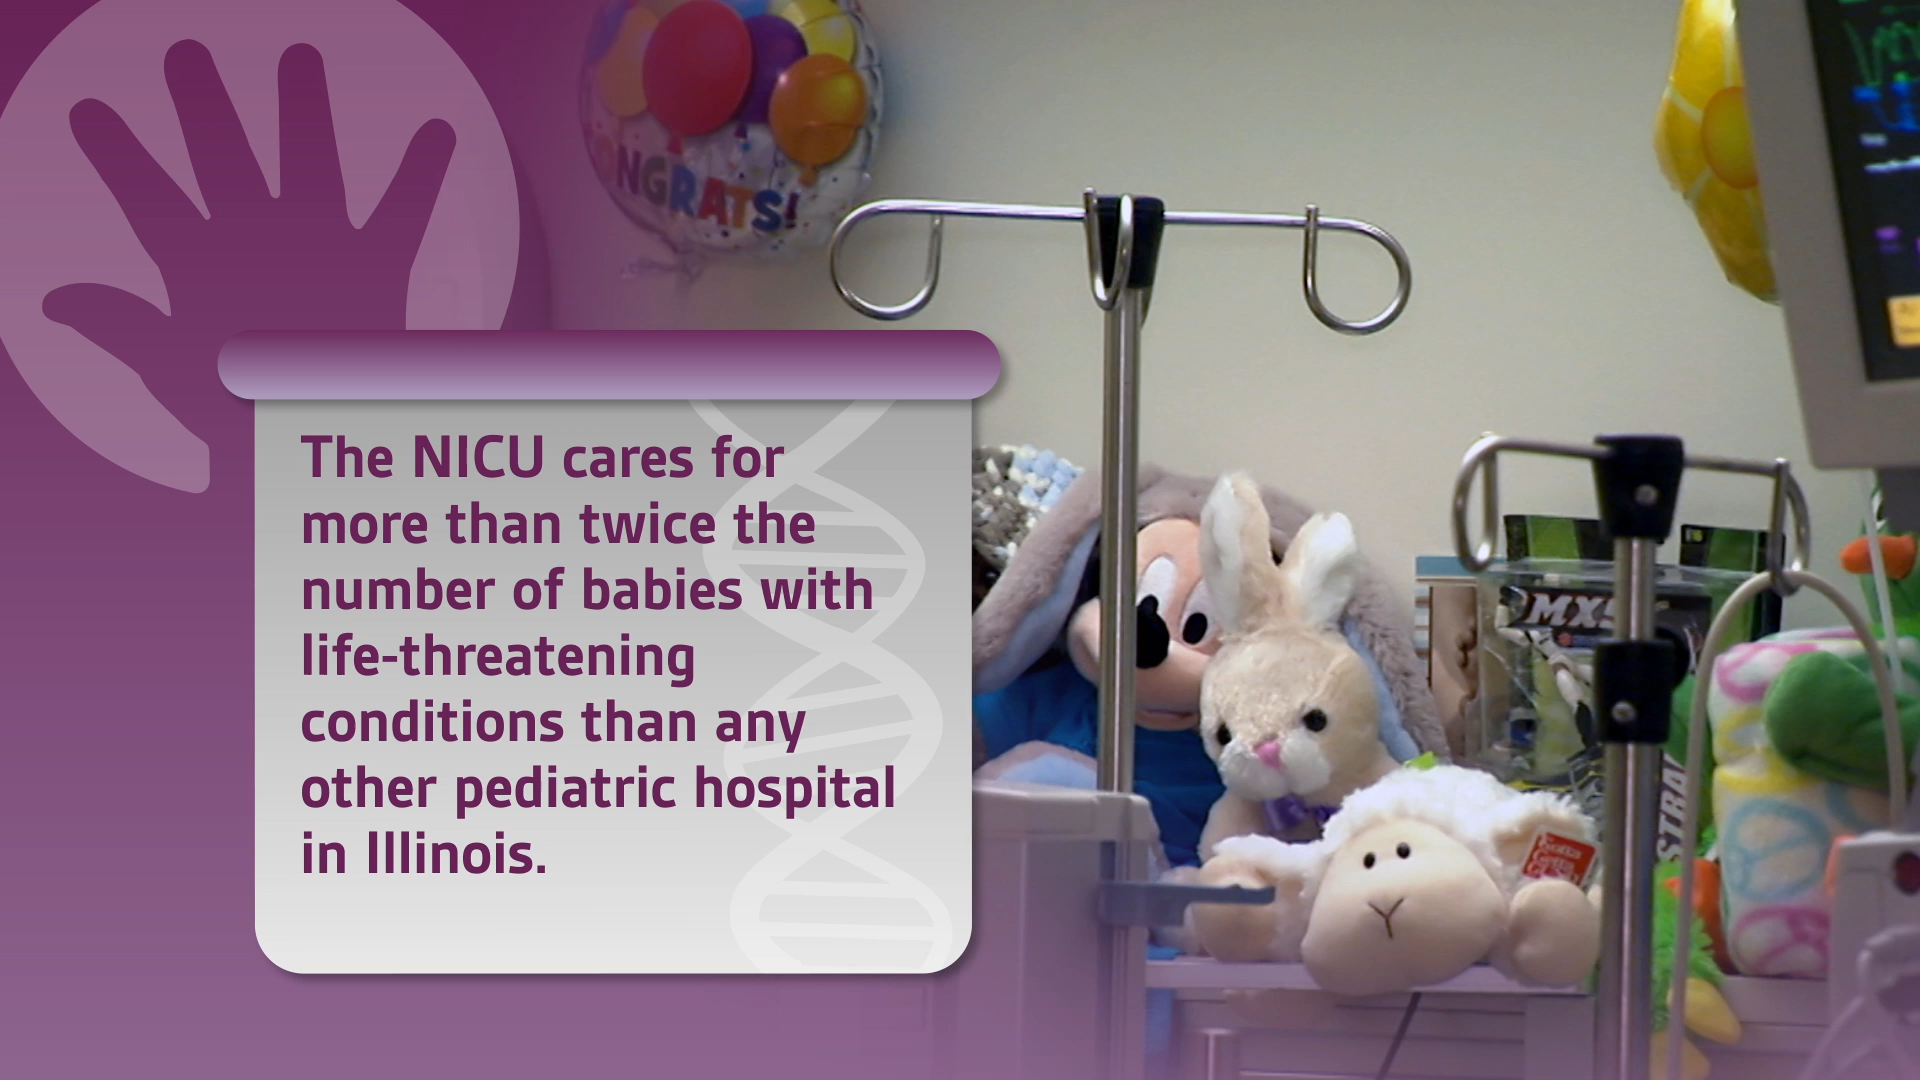 NGRATS!
The NICU cares for
more than twice the
number of babies with
life-threatening
conditions than any
other pediatric hospital
in Illinois.
STRA